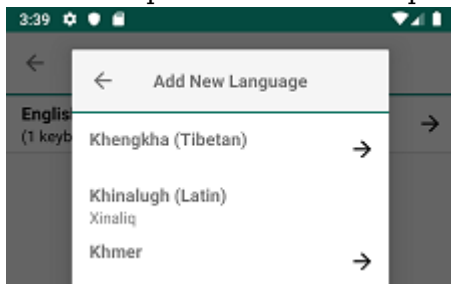 3:39
Add New Language
Englis
(1 keyb
Khengkha (Tibetan)
Khinalugh (Latin)
Xinaliq
Khmer